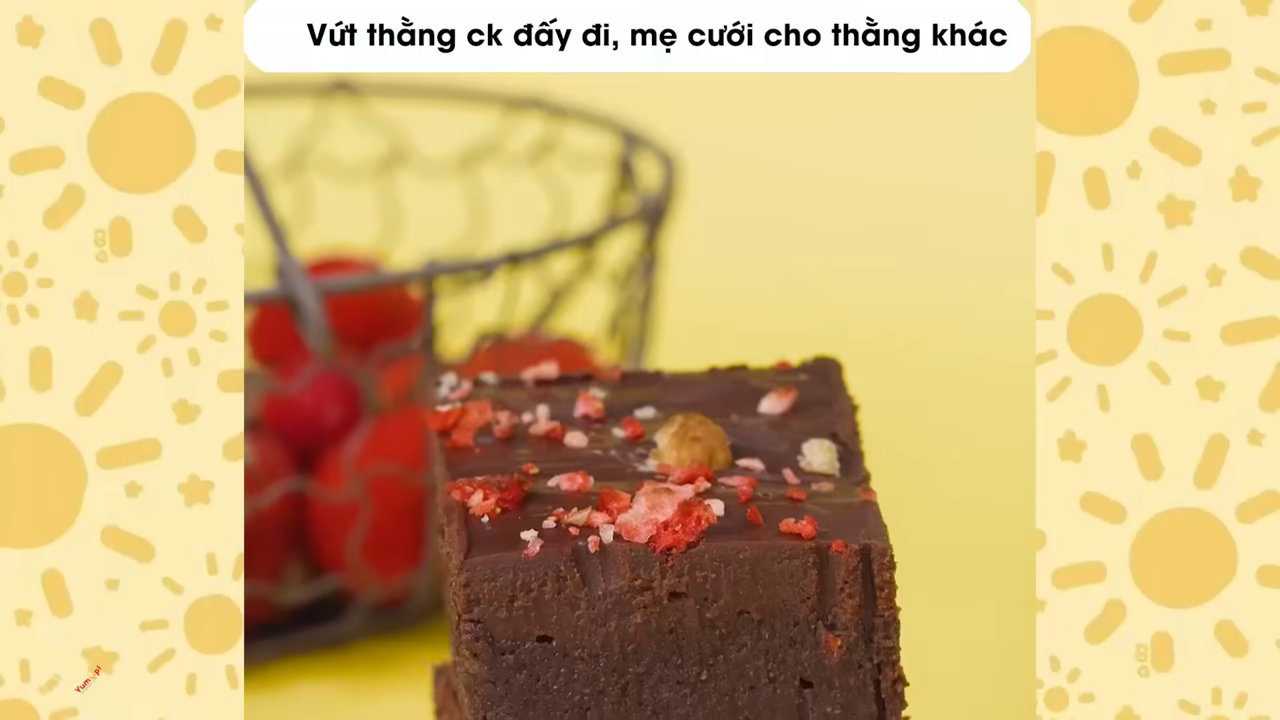 Vứt thằng ck đấy đi, mẹ cưới cho thằng khác